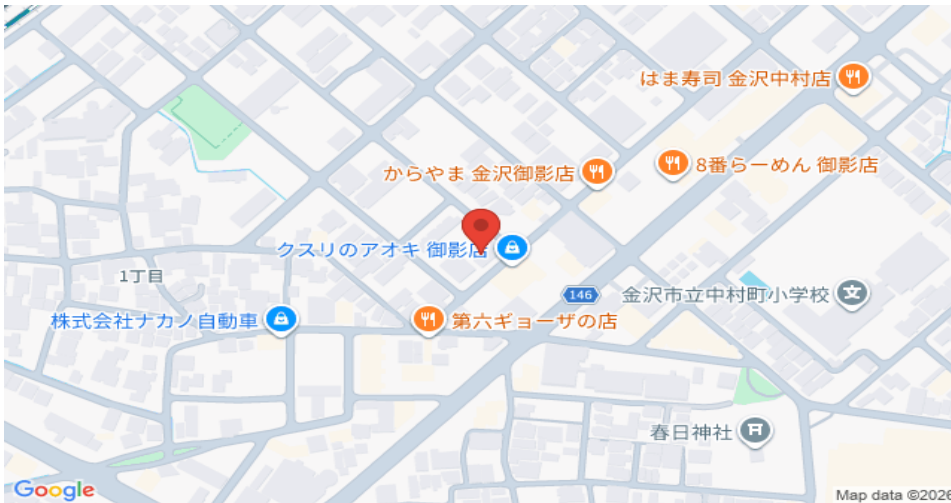 はま寿司 金沢中村店
からやま 金沢御影店
8番らーめん 御影店
クスリのアオキ 御影店
1丁目
146
金沢市立中村町小学校
株式会社ナカノ自動車
第六ギョーザの店
春日神社
Google
Map data ©2026